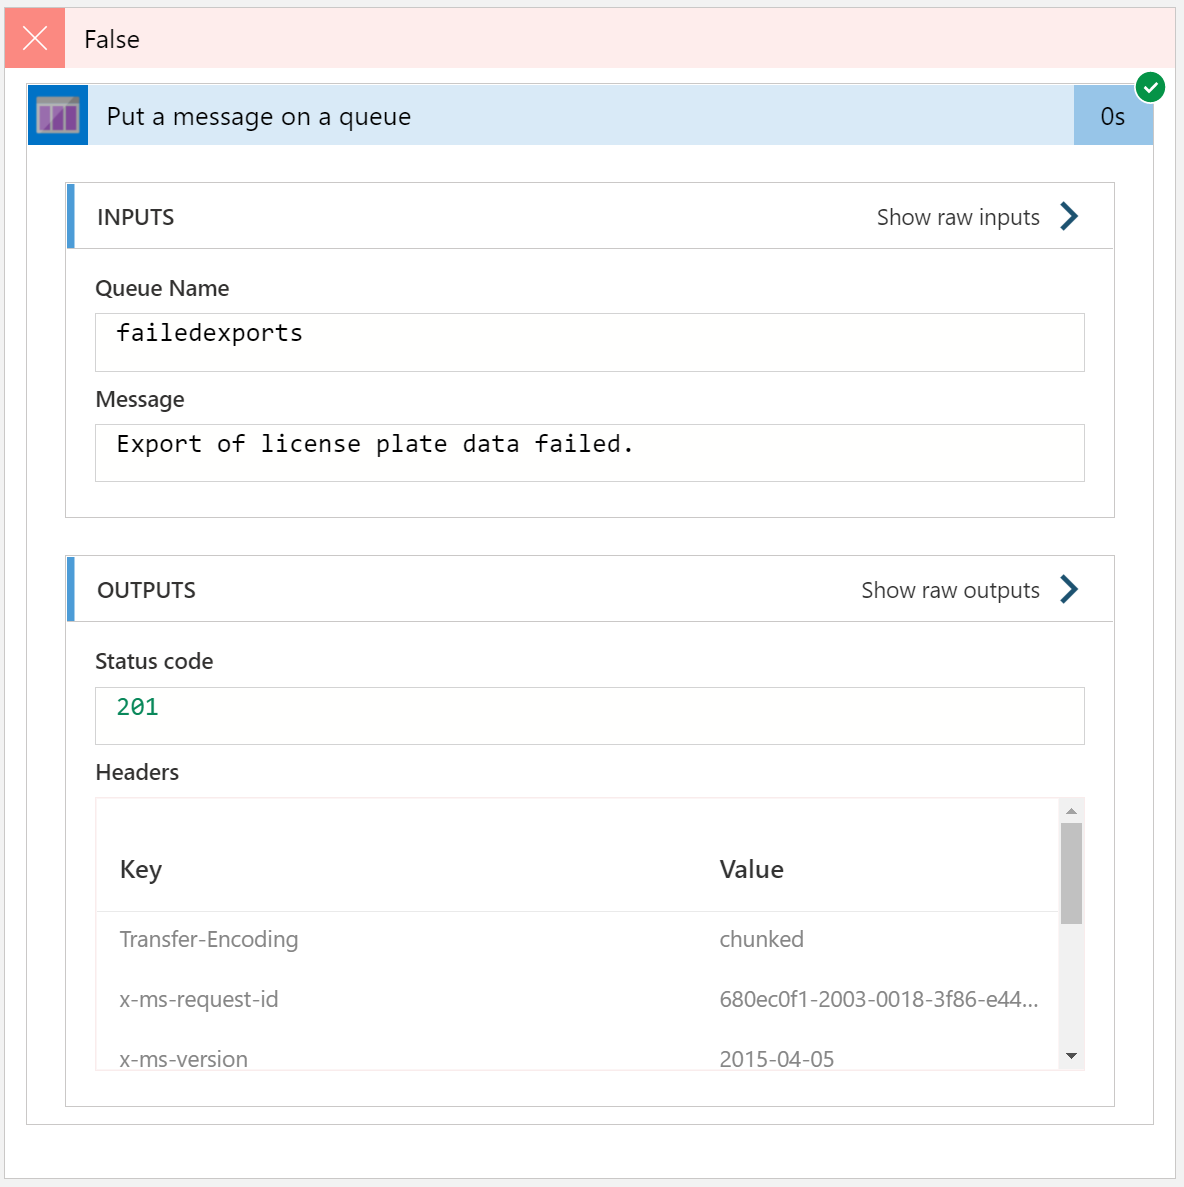 False
Put a message on a queue
0s
INPUTS
Show raw inputs
Queue Name
failedexports
Message
Export of license plate data failed.
OUTPUTS
Show raw outputs
Status code
201
Headers
Key Value
Transfer-Encoding chunked
x-ms-request-id 680ec0f1-2003-0018-3f86-e44...
x-ms-version 2015-04-05